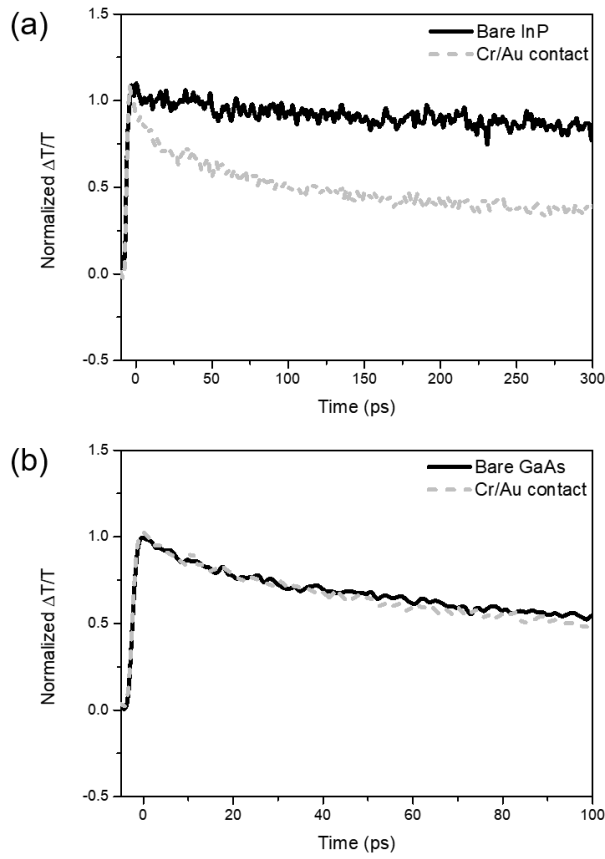 (a)
1.5
Bare InP
Cr/Au contact
1.0
0.5
0.0
-0.5
Normalized ΔT/T
0 50 100 150 200 250 300
Time (ps)
(b)
1.5
Bare GaAs
Cr/Au contact
1.0
0.5
0.0
-0.5
Normalized ΔT/T
0 20 40 60 80 100
Time (ps)